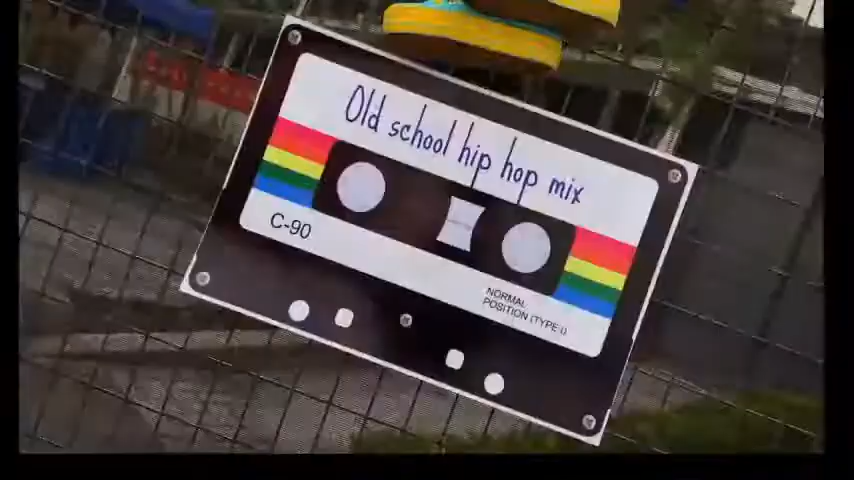 Old school hip hop mix
C-90
NORMAL
POSITION (TYPE I)